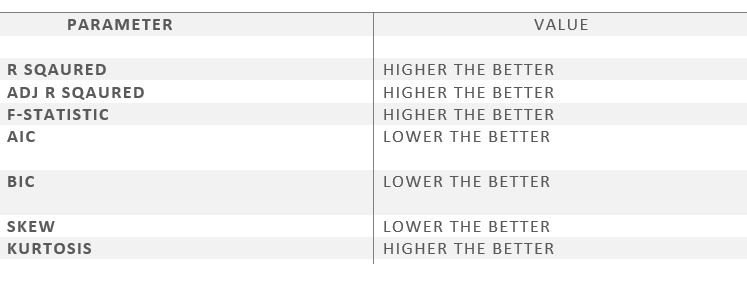 PARAMETER VALUE
R SQAURED HIGHER THE BETTER
ADJ R SQAURED HIGHER THE BETTER
F-STATISTIC HIGHER THE BETTER
AIC LOWER THE BETTER
BIC LOWER THE BETTER
SKEW LOWER THE BETTER
KURTOSIS HIGHER THE BETTER